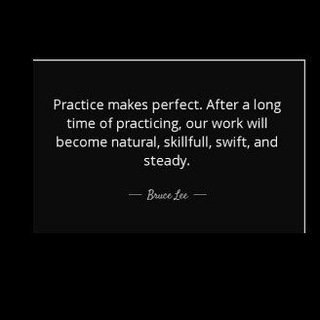 Practice makes perfect. After a long
time of practicing, our work will
become natural, skillfull, swift, and
steady.
— Bruce Lee —